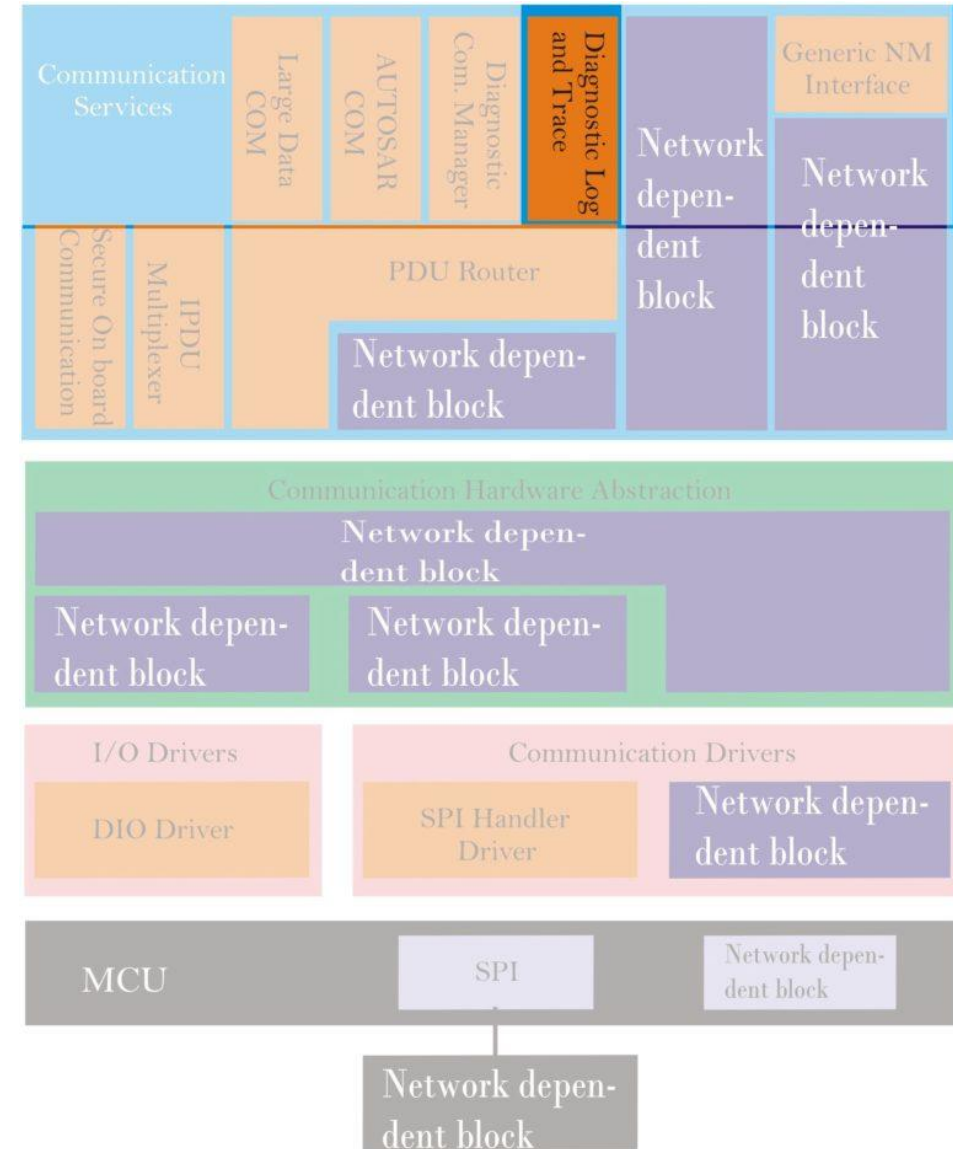 Communication
Services
Large Data
COM
AUTOSAR
COM
Diagnostic
Com. Manager
Diagnostic Log
and Trace
Network
depen-
dent
block
Generic NM
Interface
Network
depen-
dent
block
Secure On board
Communication
IPDU
Multiplexer
PDU Router
Network depen-
dent block
Communication Hardware Abstraction
Network depen-
dent block
Network depen-
dent block
Network depen-
dent block
I/O Drivers
DIO Driver
Communication Drivers
SPI Handler
Driver
Network depen-
dent block
MCU
SPI
Network depen-
dent block
Network depen-
dent block